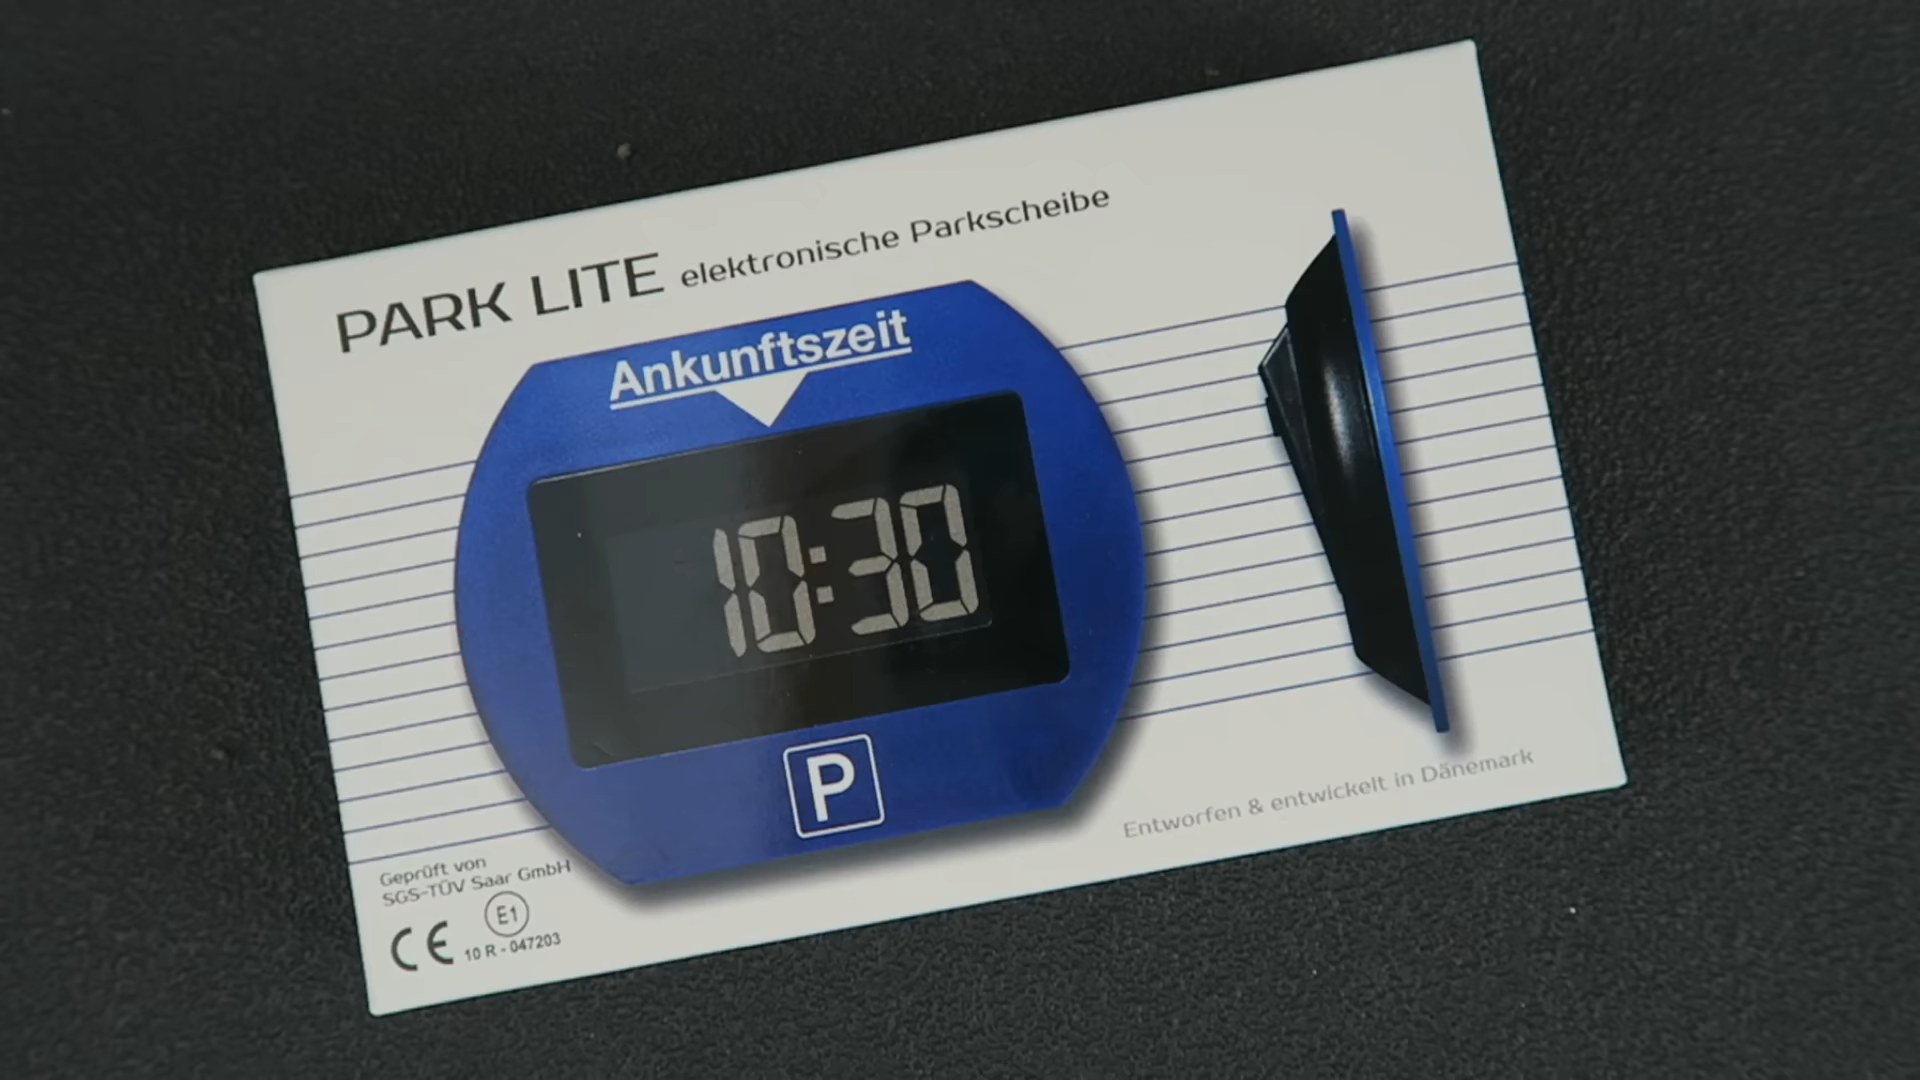 PARK LITE elektronische Parkscheibe
Ankunftszeit
10:30
P
Entworfen & entwickelt in Dänemark
Geprüft von
SGS-TÜV Saar GmbH
CE E1
10 R - 047203